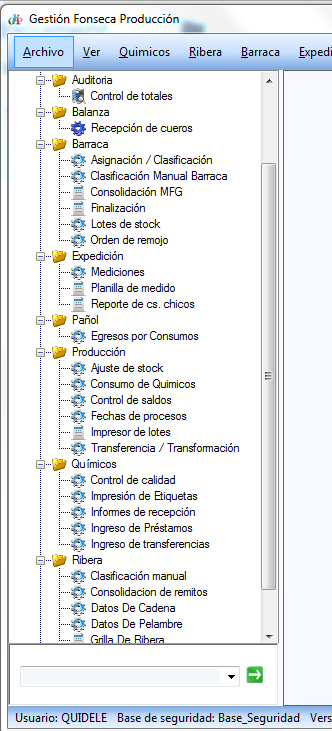 Gestión Fonseca Producción
Archivo Ver Quimicos Ribera Barraca Expedi
Auditoria
Control de totales
Balanza
Recepción de cueros
Barraca
Asignación / Clasificación
Clasificación Manual Barraca
Consolidación MFG
Finalización
Lotes de stock
Orden de remojo
Expedición
Mediciones
Planilla de medido
Reporte de cs. chicos
Pañol
Egresos por Consumos
Producción
Ajuste de stock
Consumo de Quimicos
Control de saldos
Fechas de procesos
Impresor de lotes
Transferencia / Transformación
Químicos
Control de calidad
Impresión de Etiquetas
Informes de recepción
Ingreso de Préstamos
Ingreso de transferencias
Ribera
Clasificación manual
Consolidacion de remitos
Datos De Cadena
Datos De Pelambre
Grilla De Ribera
Usuario: QUIDELE Base de seguridad: Base_Seguridad Vers